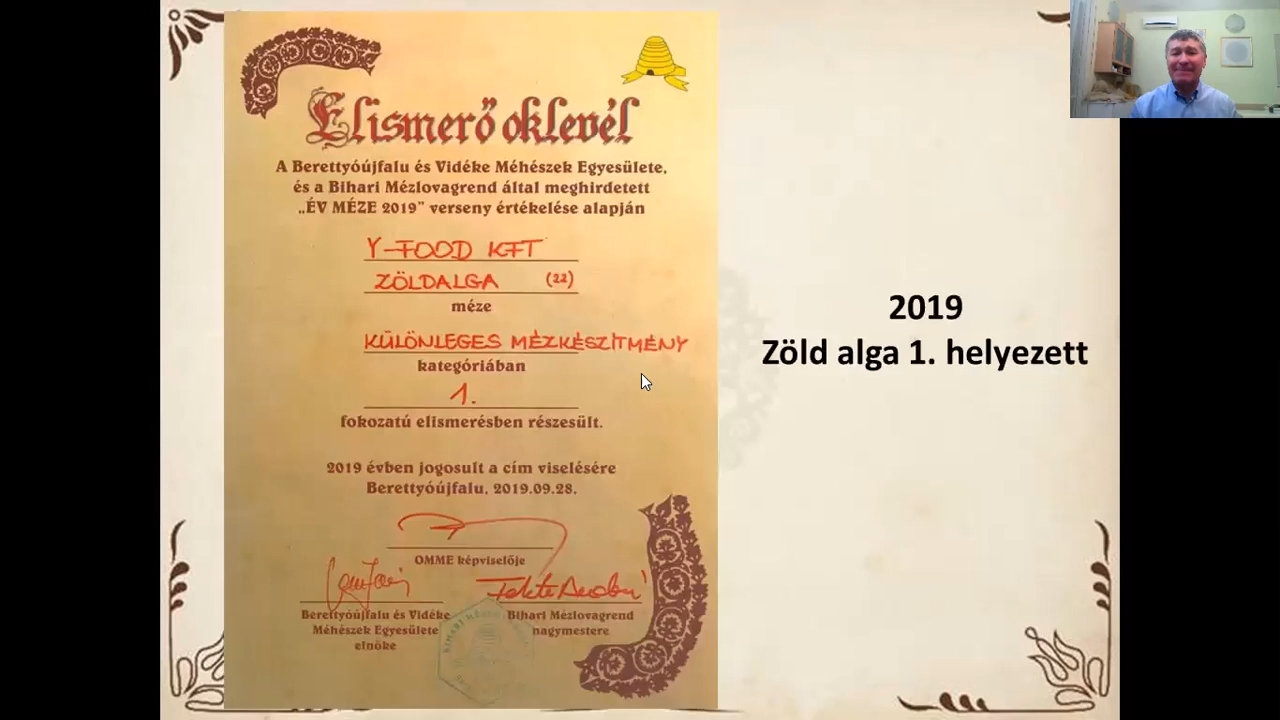 Elismerő oklevél
A Berettyóújfalu és Vidéke Méhészek Egyesülete,
és a Bihari Mézlovagrend által meghirdetett
„ÉV MÉZE 2019” verseny értékelése alapján
Y-FOOD KFT
ZÖLDALGA (22)
méze
KÜLÖNLEGES MÉZKÉSZÍTMÉNY
kategóriában
1.
fokozatú elismerésben részesült.
2019 évben jogosult a cím viselésére
Berettyóújfalu, 2019.09.28.
OMME képviselője
Berettyóújfalu és Vidéke
Méhészek Egyesülete
elnöke
Bihari Mézlovagrend
nagymestere
2019
Zöld alga 1. helyezett